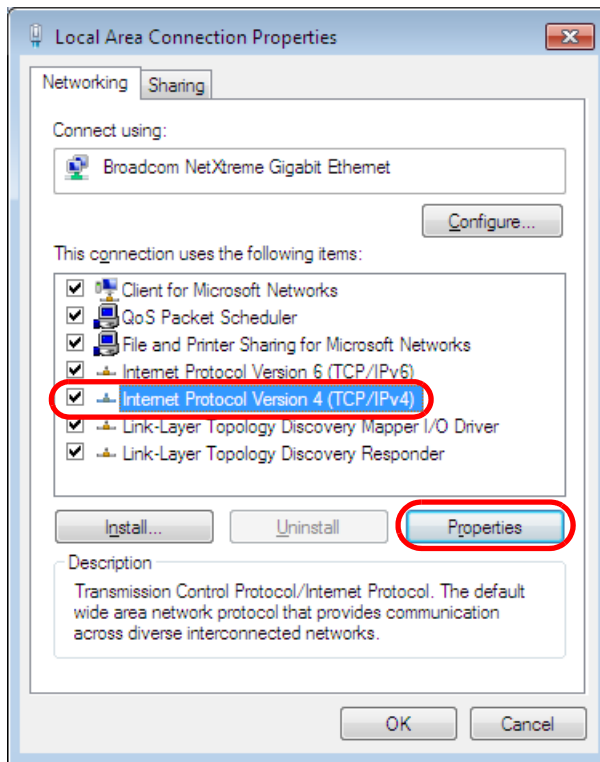 Local Area Connection Properties
Networking
Sharing
Connect using:
Broadcom NetXtreme Gigabit Ethernet
Configure...
This connection uses the following items:
Client for Microsoft Networks
QoS Packet Scheduler
File and Printer Sharing for Microsoft Networks
Internet Protocol Version 6 (TCP/IPv6)
Internet Protocol Version 4 (TCP/IPv4)
Link-Layer Topology Discovery Mapper I/O Driver
Link-Layer Topology Discovery Responder
Install...
Uninstall
Properties
Description
Transmission Control Protocol/Internet Protocol. The default
wide area network protocol that provides communication
across diverse interconnected networks.
OK
Cancel